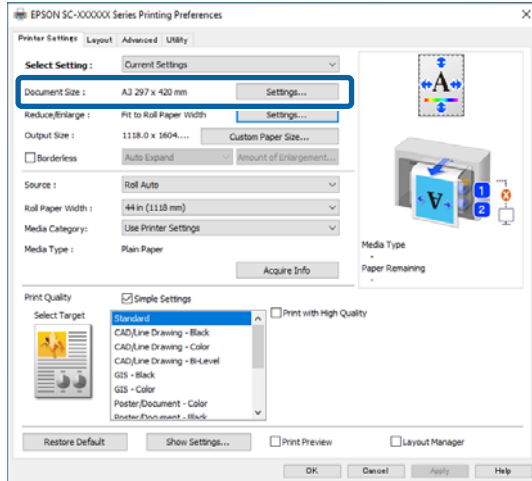 EPSON SC-XXXXXX Series Printing Preferences
Printer Settings Layout Advanced Utility
Select Setting : Current Settings
Document Size : A3 297 x 420 mm Settings...
Reduce/Enlarge : Fit to Roll Paper Width Settings...
Output Size : 1118.0 x 1604.... Custom Paper Size...
Borderless Auto Expand Amount of Enlargement...
Source : Roll Auto
Roll Paper Width : 44 in (1118 mm)
Media Category: Use Printer Settings
Media Type : Plain Paper
Acquire Info
A
A
1
2
Media Type
-
Paper Remaining
-
Print Quality Simple Settings
Select Target
Standard
CAD/Line Drawing - Black
CAD/Line Drawing - Color
CAD/Line Drawing - Bi-Level
GIS - Black
GIS - Color
Poster/Document - Color
Poster/Document - Black
Print with High Quality
Restore Default Show Settings... Print Preview Layout Manager
OK Cancel Apply Help